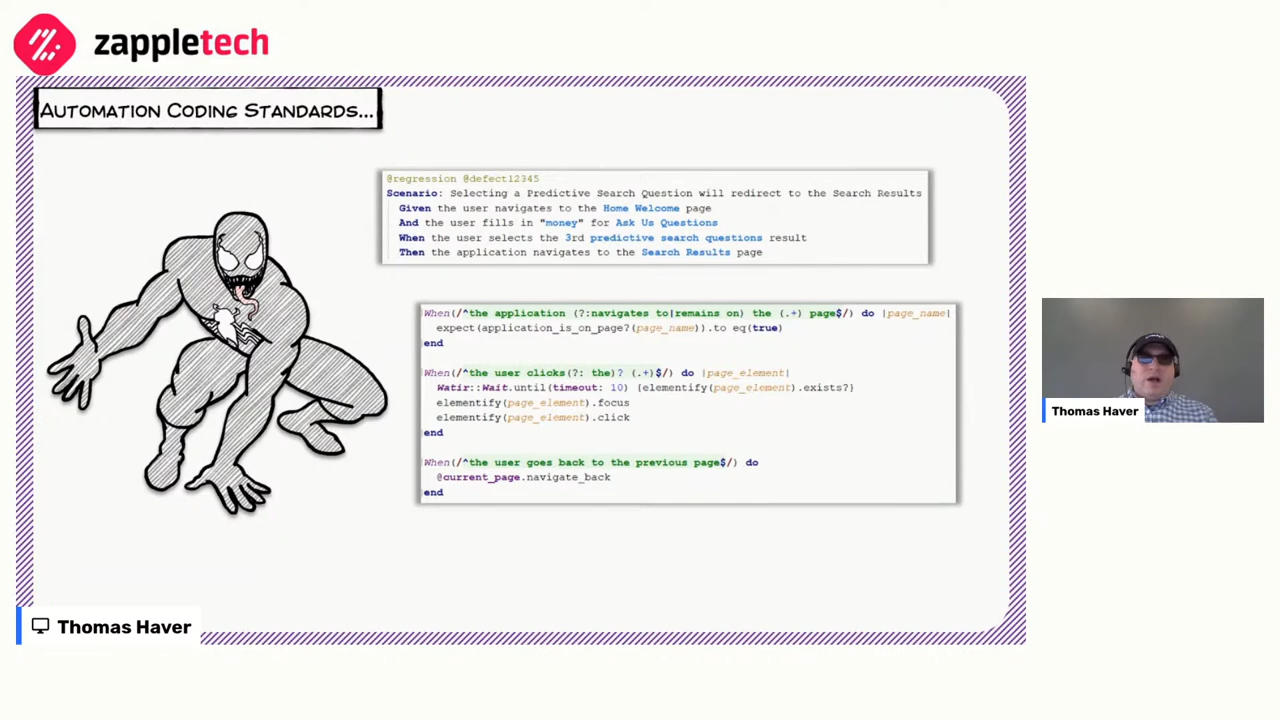 zappletech
AUTOMATION CODING STANDARDS...
@regression @defect12345
Scenario: Selecting a Predictive Search Question will redirect to the Search Results
Given the user navigates to the Home Welcome page
And the user fills in "money" for Ask Us Questions
When the user selects the 3rd predictive search questions result
Then the application navigates to the Search Results page
When(/^the application (?:navigates to|remains on) the (.+) page$/) do |page_name|
expect(application_is_on_page?(page_name)).to eq(true)
end
When(/^the user clicks(?: the)? (.+)$/) do |page_element|
Watir::Wait.until(timeout: 10) {elementify(page_element).exists?}
elementify(page_element).focus
elementify(page_element).click
end
When(/^the user goes back to the previous page$/) do
@current_page.navigate_back
end
Thomas Haver
Thomas Haver